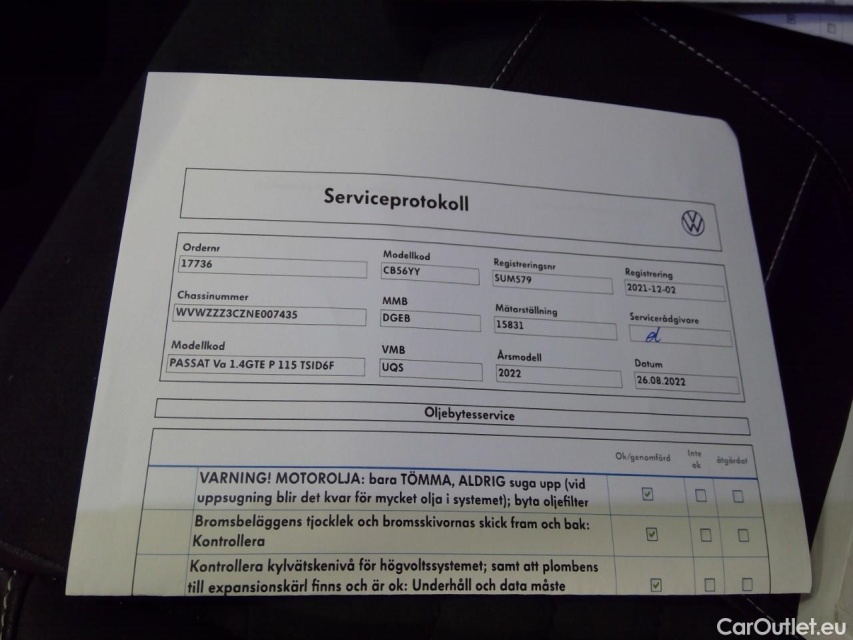 Serviceprotokoll
Ordernr
17736
Modellkod
CB56YY
Registreringsnr
SUM579
Registrering
2021-12-02
Chassinummer
WVWZZZ3CZNE007435
MMB
DGEB
Mätarställning
15831
Servicerådgivare
Modellkod
PASSAT Va 1.4GTE P 115 TSID6F
VMB
UQS
Årsmodell
2022
Datum
26.08.2022
Oljebytesservice
Ok/genomförd
Inte ok
åtgärdat
VARNING! MOTOROLJA: bara TÖMMA, ALDRIG suga upp (vid
uppsugning blir det kvar för mycket olja i systemet); byta oljefilter
Bromsbeläggens tjocklek och bromsskivornas skick fram och bak:
Kontrollera
Kontrollera kylvätskenivå för högvoltssystemet; samt att plombens
till expansionskärl finns och är ok: Underhåll och data måste
CarOutlet.eu